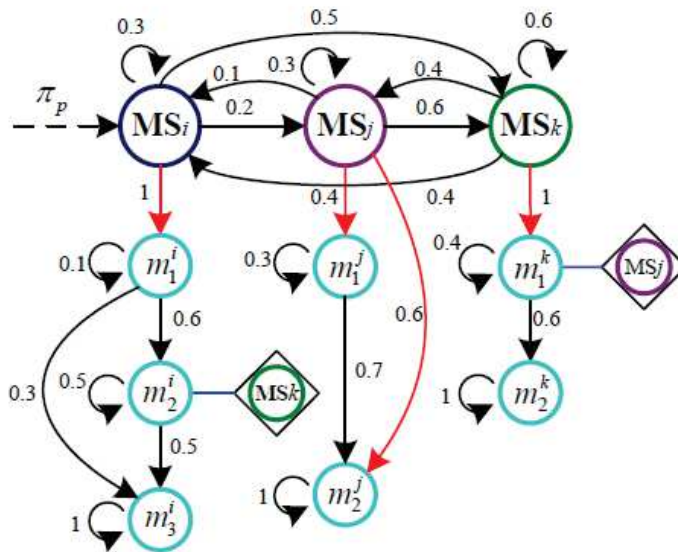 0.3 0.5 0.6
0.1 0.3 0.4
π_p MS_i 0.2 MS_j 0.6 MS_k
1 0.4 0.4 1
0.1 m_1^i 0.3 m_1^j 0.4 m_1^k MSj
0.6 0.6 0.6
0.3 0.5 m_2^i MSk 0.7 1 m_2^k
0.5
1 m_3^i 1 m_2^j